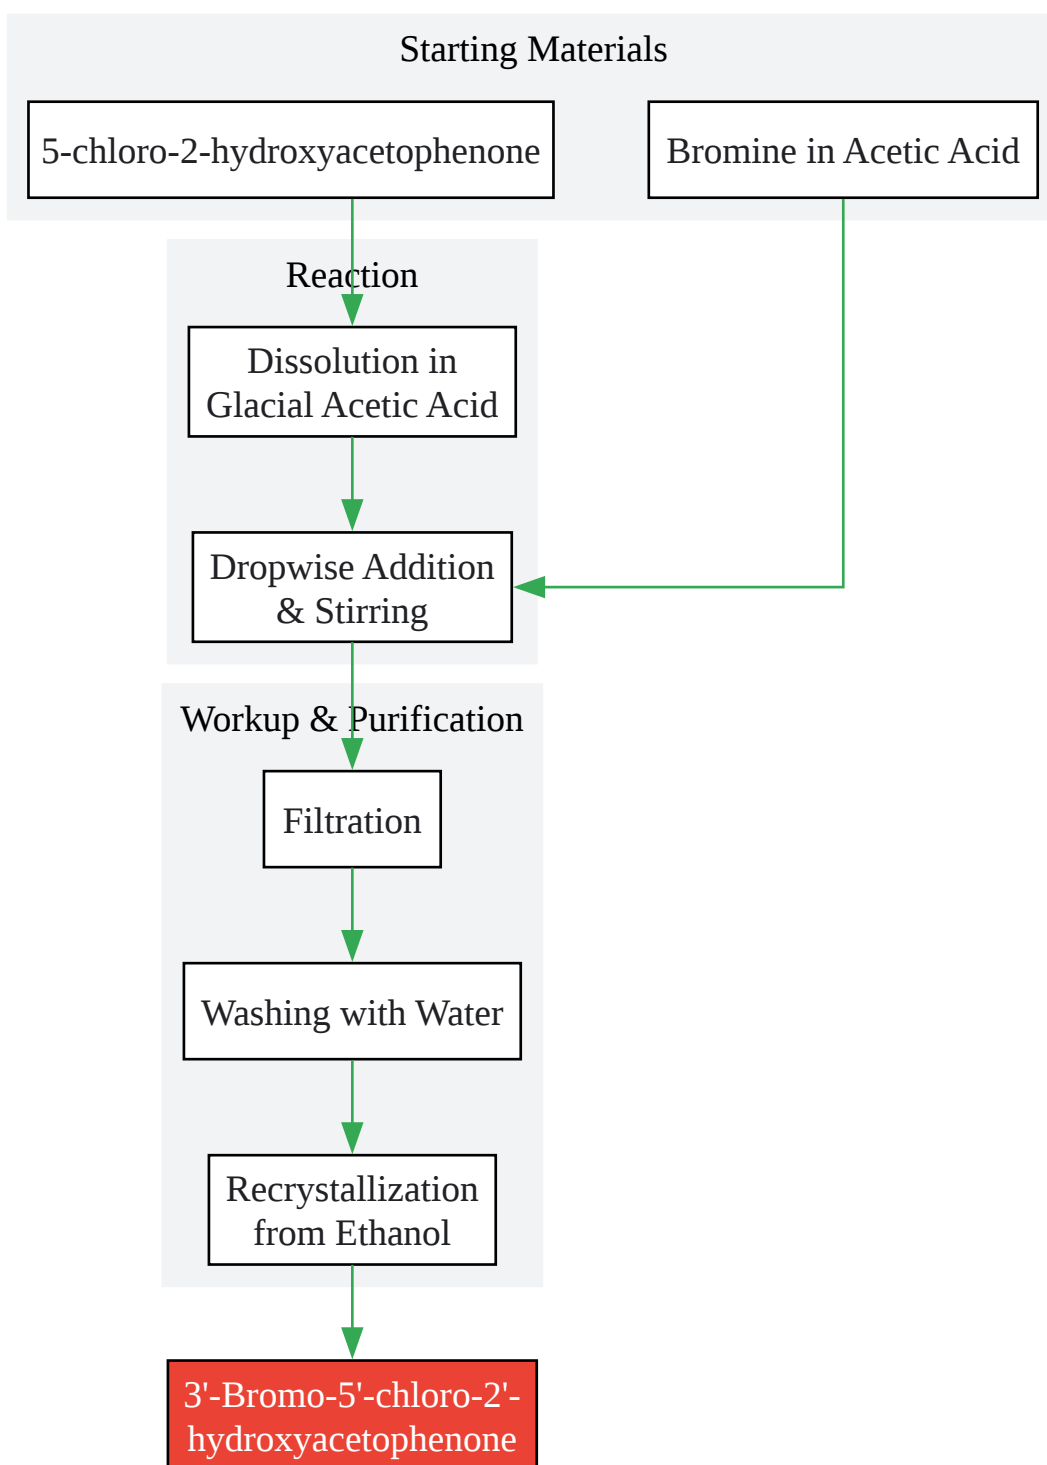 Starting Materials
5-chloro-2-hydroxyacetophenone
Bromine in Acetic Acid
Reaction
Dissolution in
Glacial Acetic Acid
Dropwise Addition
& Stirring
Workup & Purification
Filtration
Washing with Water
Recrystallization
from Ethanol
3'-Bromo-5'-chloro-2'-
hydroxyacetophenone